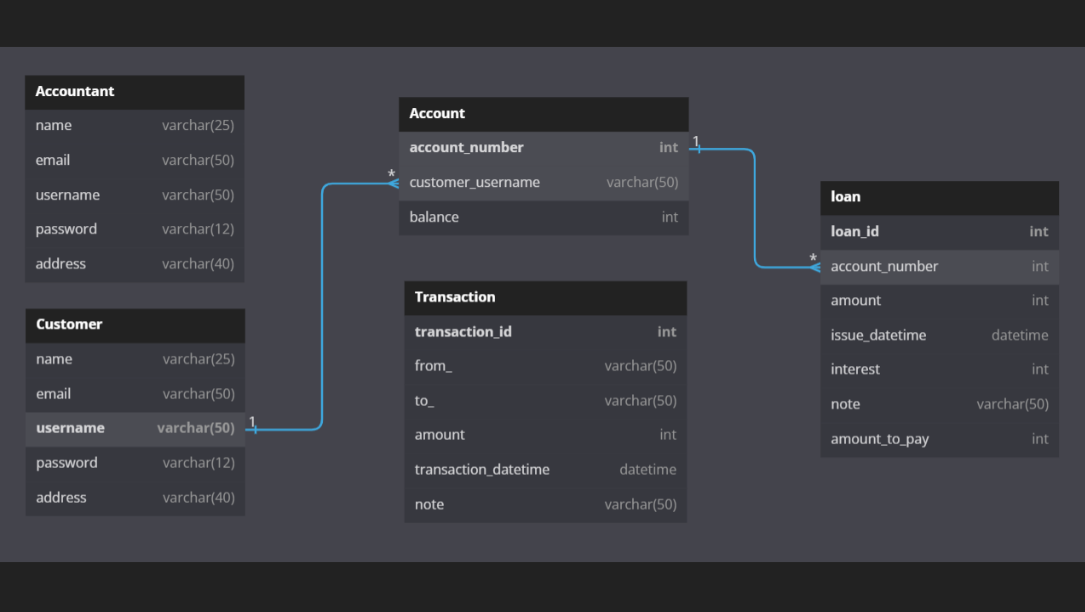 Accountant
name varchar(25)
email varchar(50)
username varchar(50)
password varchar(12)
address varchar(40)
Customer
name varchar(25)
email varchar(50)
username varchar(50)
password varchar(12)
address varchar(40)
1
*
Account
account_number int
customer_username varchar(50)
balance int
Transaction
transaction_id int
from_ varchar(50)
to_ varchar(50)
amount int
transaction_datetime datetime
note varchar(50)
1
*
loan
loan_id int
account_number int
amount int
issue_datetime datetime
interest int
note varchar(50)
amount_to_pay int